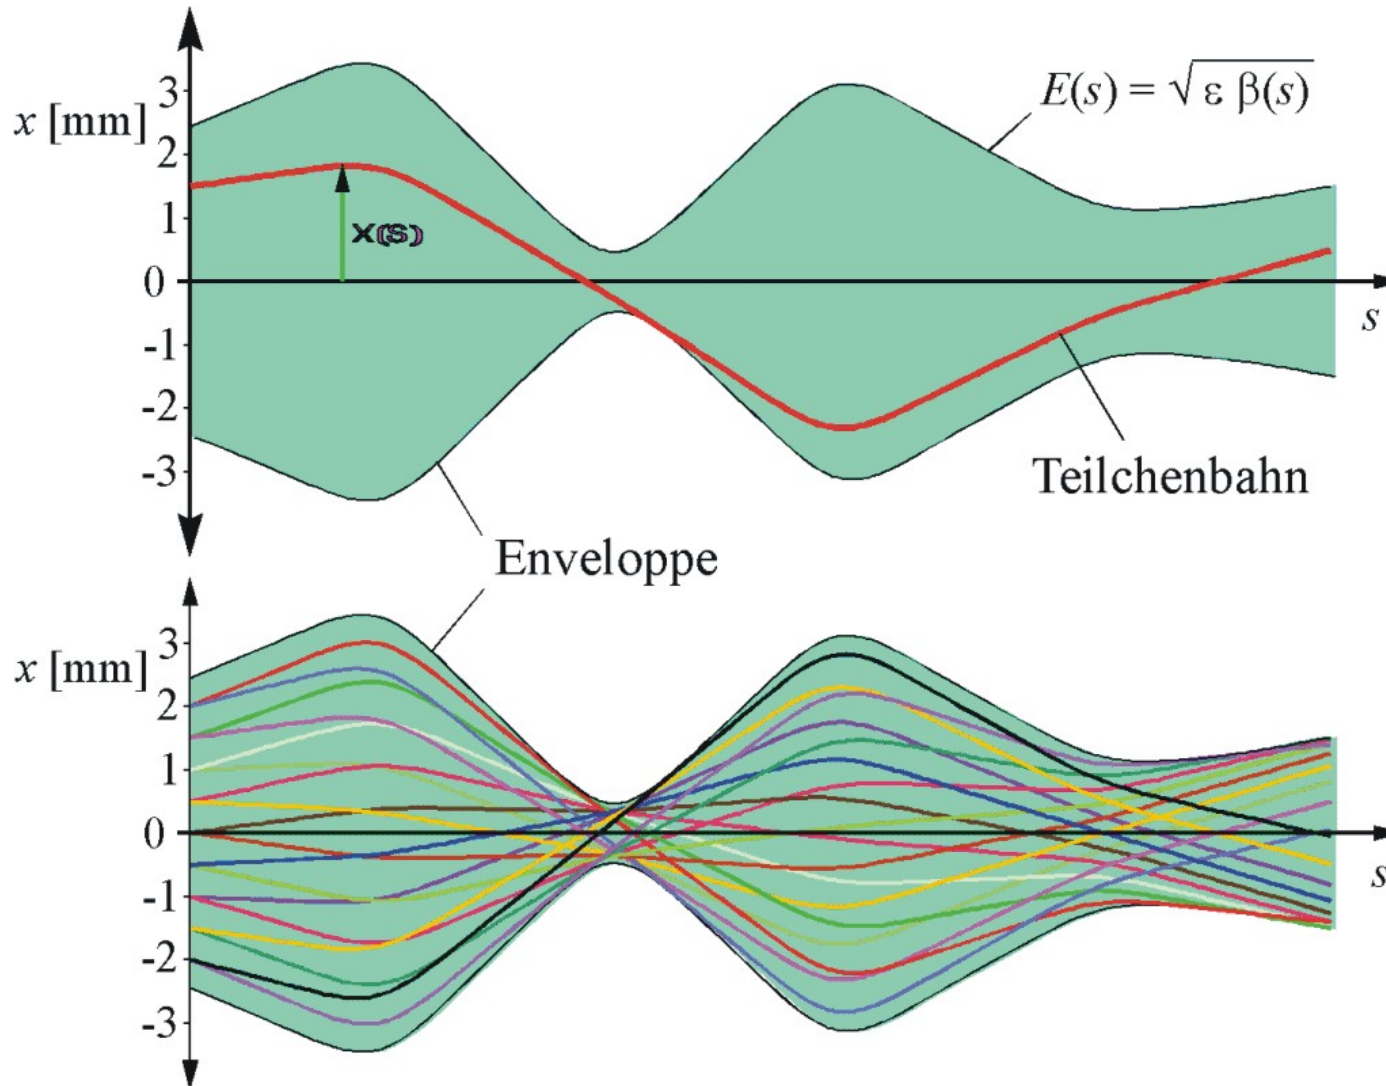 3
x [mm]
2
1
0
-1
-2
-3
E(s) = √ε β(s)
X(S)
s
Teilchenbahn
Enveloppe
3
x [mm]
2
1
0
-1
-2
-3
s